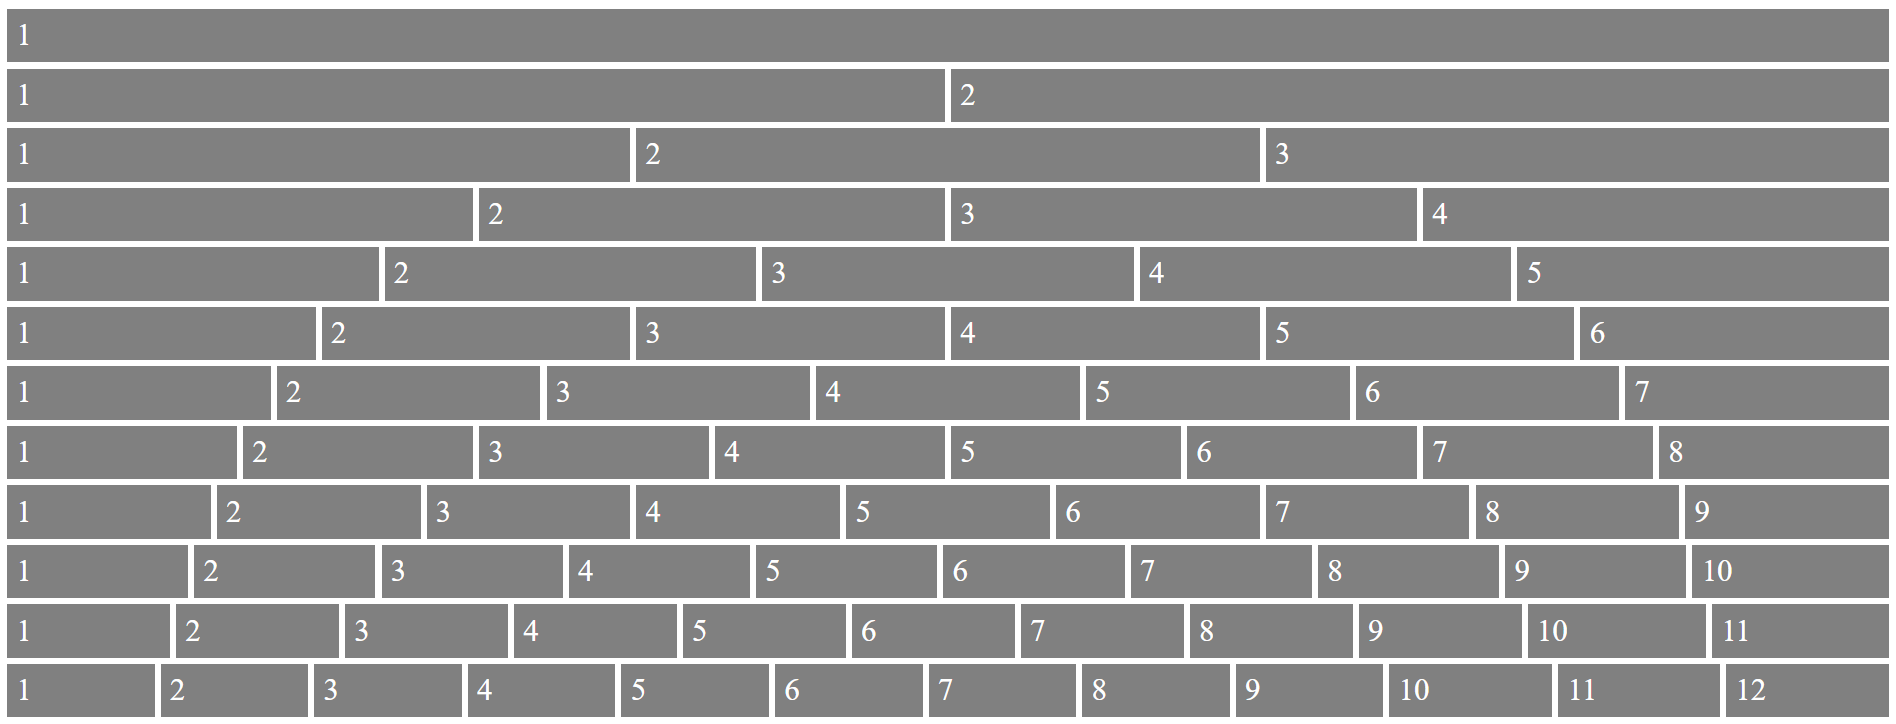 1
1 2
1 2 3
1 2 3 4
1 2 3 4 5
1 2 3 4 5 6
1 2 3 4 5 6 7
1 2 3 4 5 6 7 8
1 2 3 4 5 6 7 8 9
1 2 3 4 5 6 7 8 9 10
1 2 3 4 5 6 7 8 9 10 11
1 2 3 4 5 6 7 8 9 10 11 12